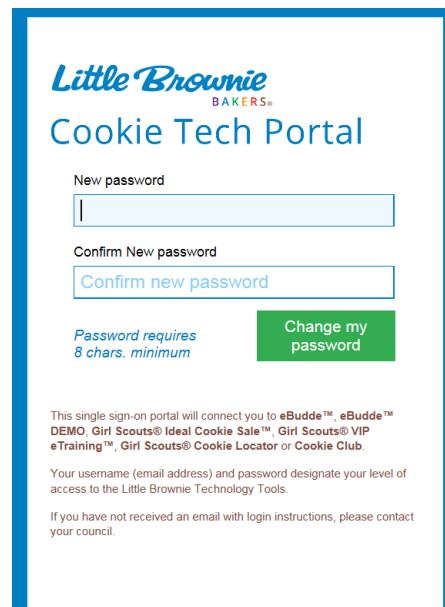 Little Brownie
BAKERS®
Cookie Tech Portal
New password
Confirm New password
Confirm new password
Password requires
8 chars. minimum
Change my
password
This single sign-on portal will connect you to eBudde™, eBudde™
DEMO, Girl Scouts® Ideal Cookie Sale™, Girl Scouts® VIP
eTraining™, Girl Scouts® Cookie Locator or Cookie Club.
Your username (email address) and password designate your level of
access to the Little Brownie Technology Tools.
If you have not received an email with login instructions, please contact
your council.